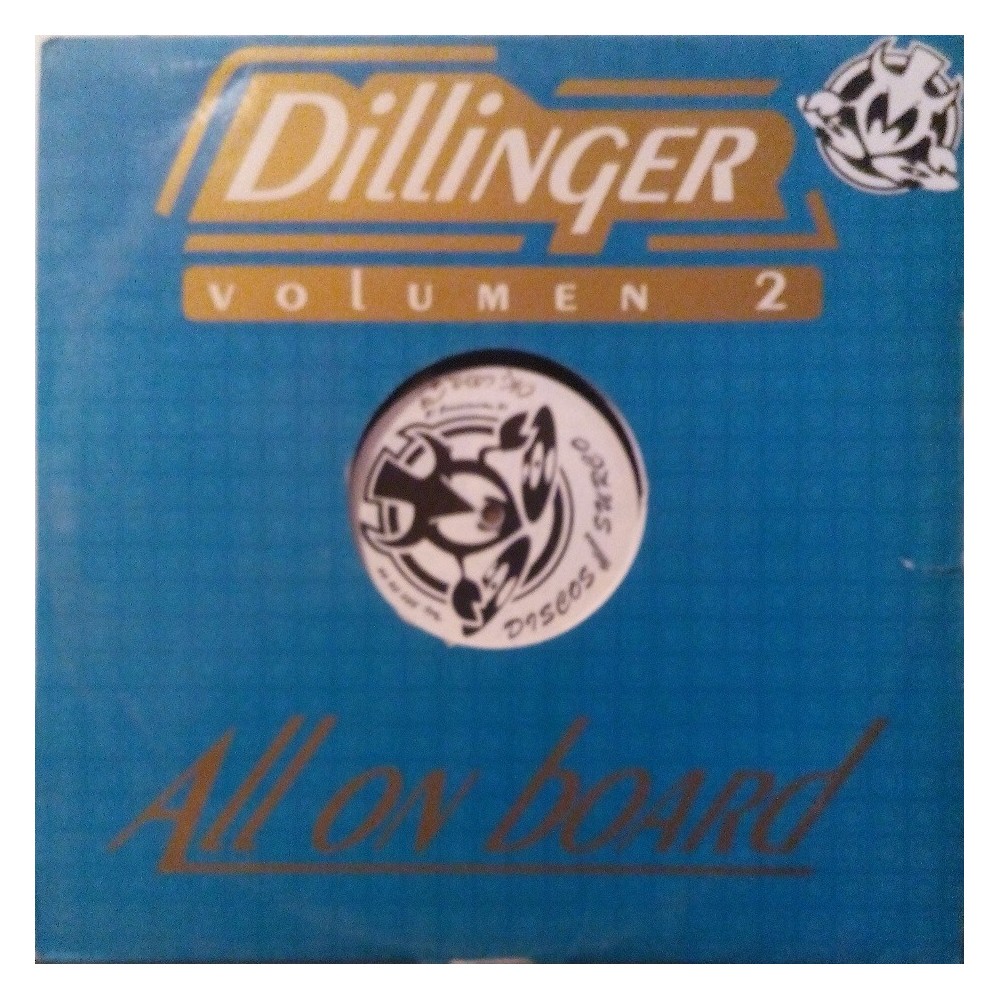 Dillinger
Volumen 2
DISCOS
All on board